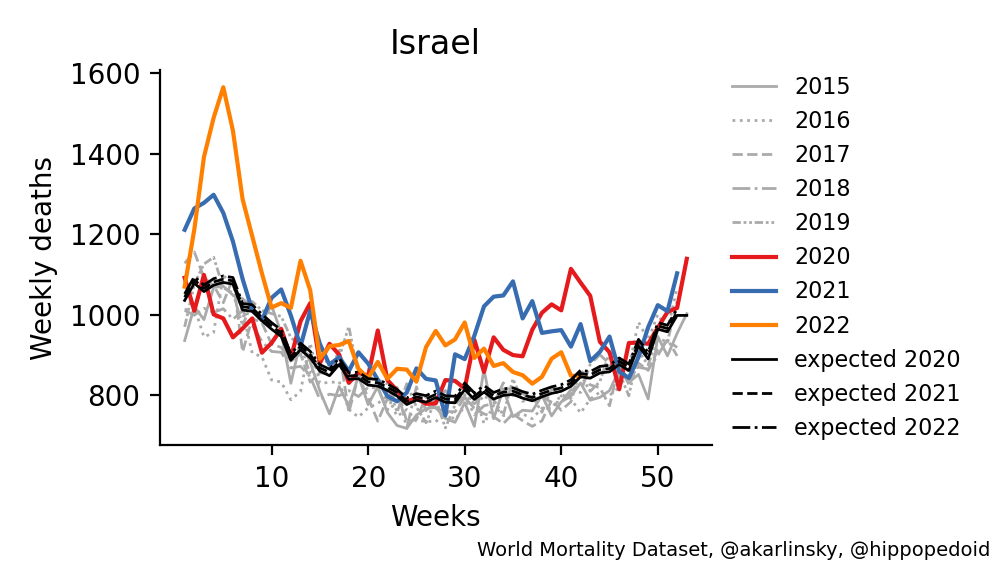 Israel
1600
1400
1200
1000
800
Weekly deaths
10 20 30 40 50
Weeks
2015
2016
2017
2018
2019
2020
2021
2022
expected 2020
expected 2021
expected 2022
World Mortality Dataset, @akarlinsky, @hippopedoid